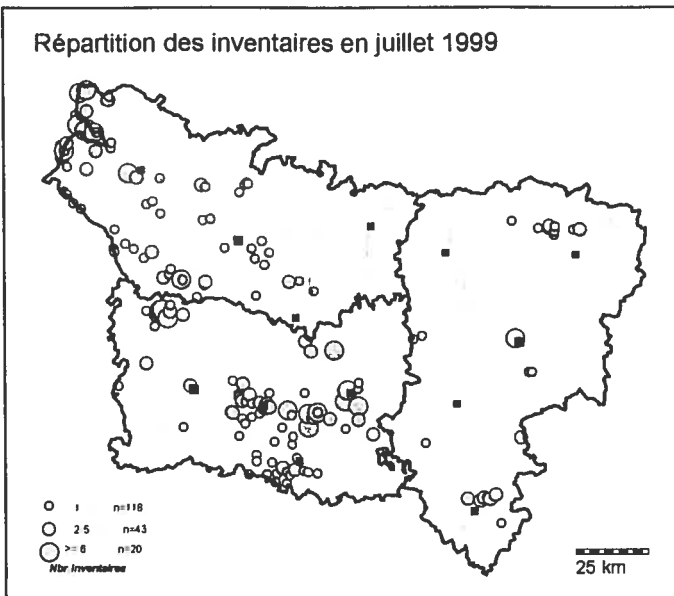 Répartition des inventaires en juillet 1999
1 n=118
2 5 n=43
>= 6 n=20
Nbr Inventaires
25 km